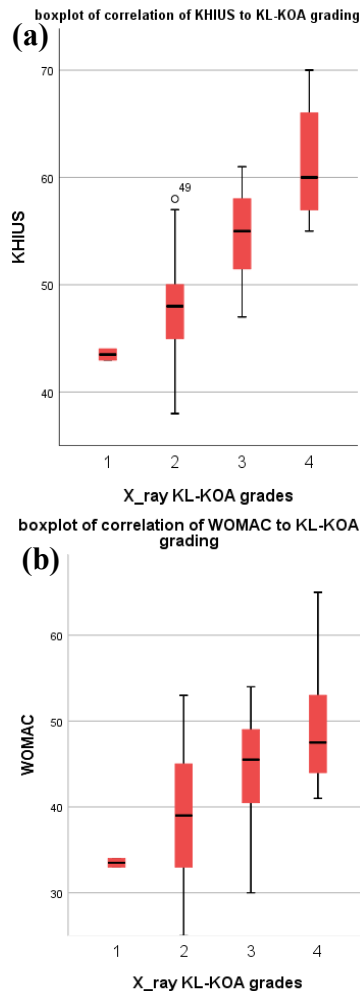 boxplot of correlation of KHIUS to KL-KOA grading
(a)
70
60
50
40
KHIUS
49
1 2 3 4
X_ray KL-KOA grades
boxplot of correlation of WOMAC to KL-KOA
grading
(b)
60
50
40
30
WOMAC
1 2 3 4
X_ray KL-KOA grades